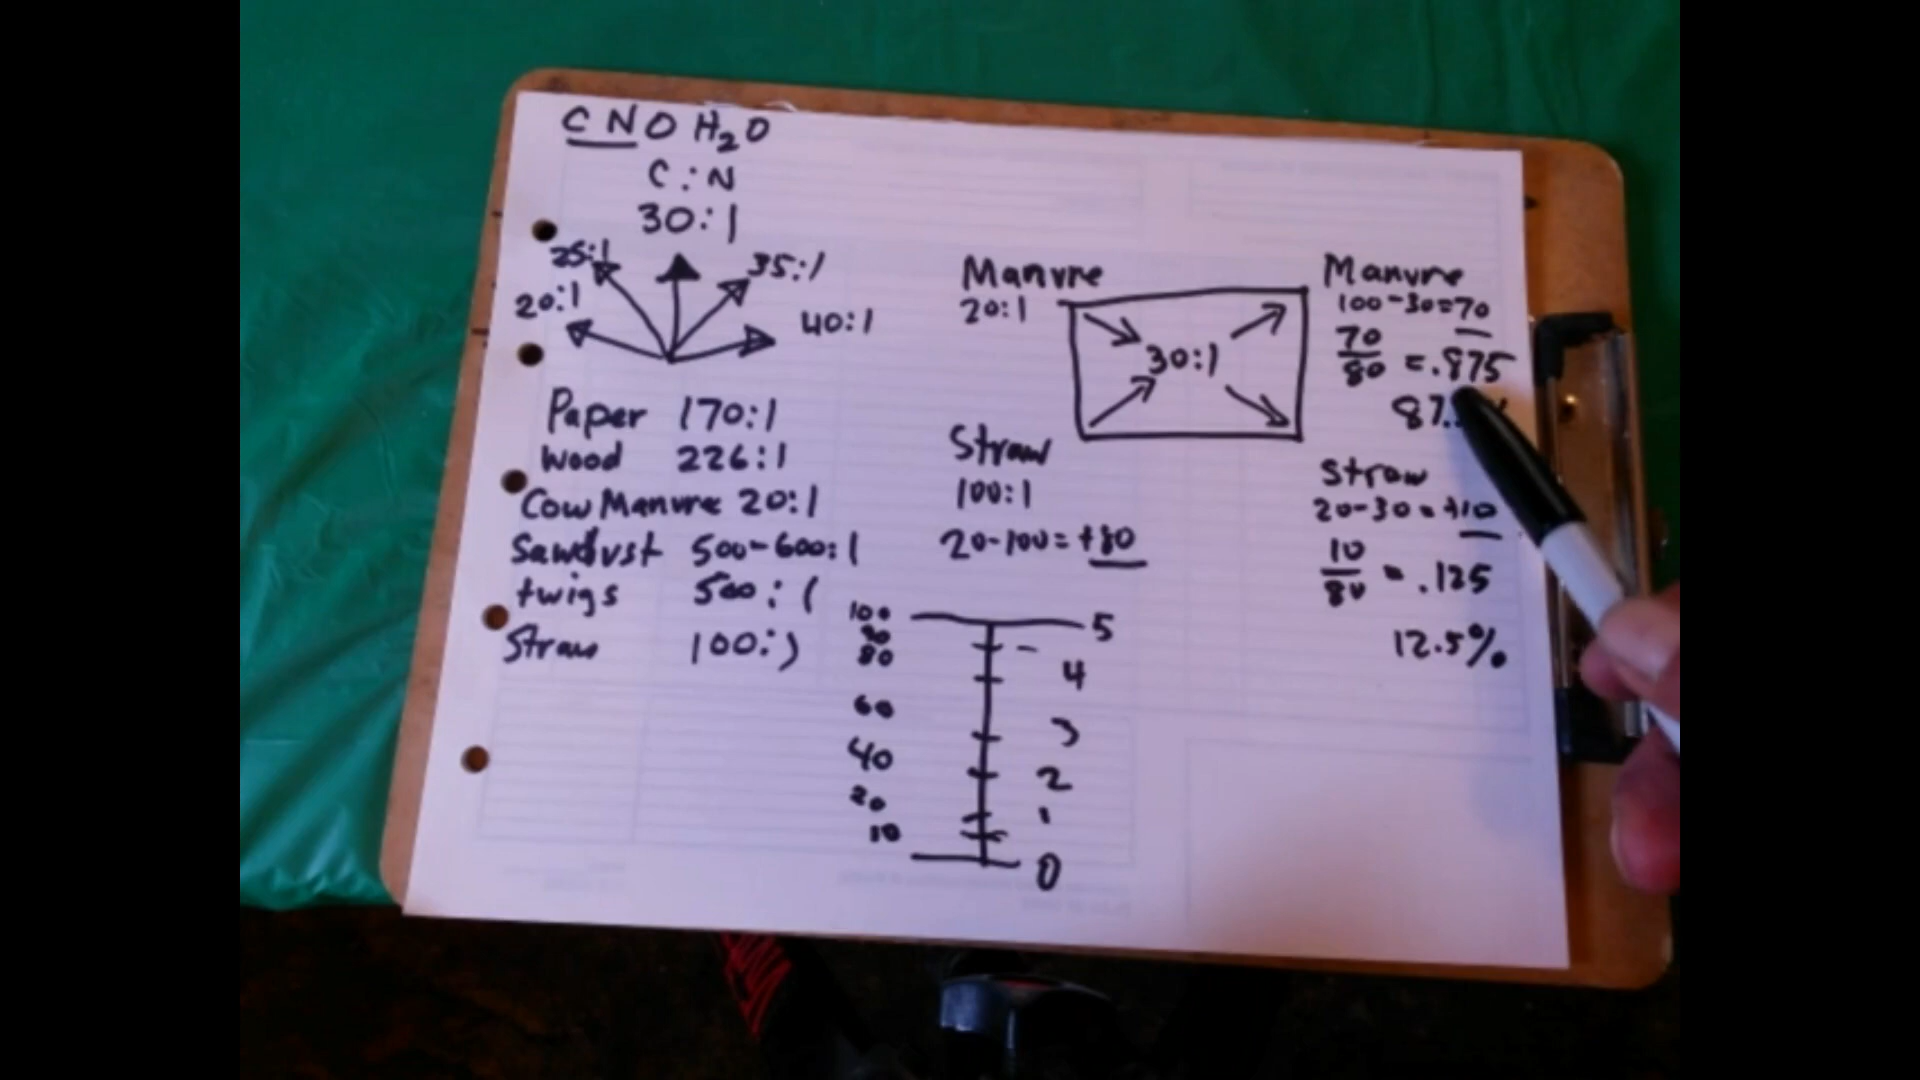 C N O H2O
C:N
30:1
25:1
35:1
20:1
40:1
Paper 170:1
Wood 226:1
Cow Manure 20:1
Sawdust 500-600:1
twigs 500:1
Straw 100:1
Manure
20:1
30:1
Straw
100:1
20-100=+80
100
90
80
60
40
20
10
5
4
3
2
1
0
Manure
100-30=70
70
80 =.875
Straw
20-30=+10
10
80 = .125
12.5%